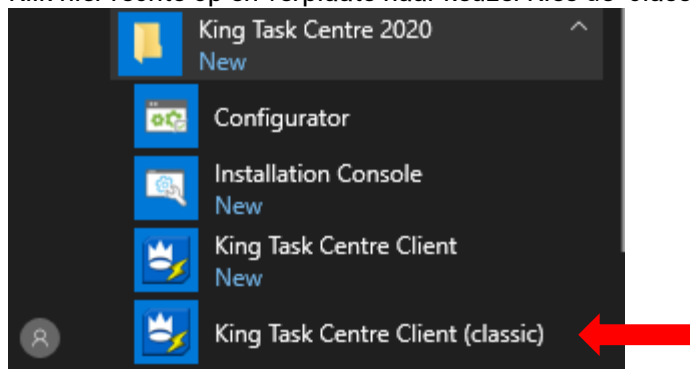 King Task Centre 2020
New
Configurator
Installation Console
New
King Task Centre Client
New
King Task Centre Client (classic)